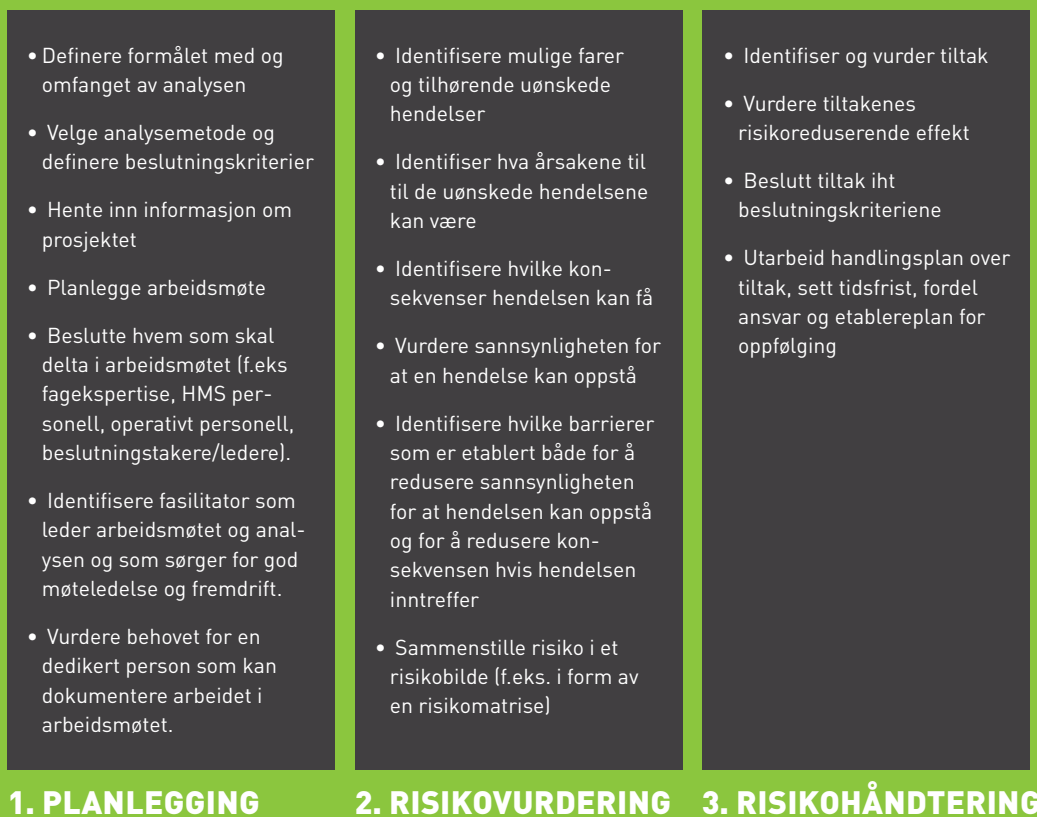 • Definere formålet med og
omfanget av analysen
• Velge analysemetode og
definere beslutningskriterier
• Hente inn informasjon om
prosjektet
• Planlegge arbeidsmøte
• Beslutte hvem som skal
delta i arbeidsmøtet (f.eks
fagekspertise, HMS per-
sonell, operativt personell,
beslutningstakere/ledere).
• Identifisere fasilitator som
leder arbeidsmøtet og anal-
ysen og som sørger for god
møteledelse og fremdrift.
• Vurdere behovet for en
dedikert person som kan
dokumentere arbeidet i
arbeidsmøtet.
1. PLANLEGGING
• Identifisere mulige farer
og tilhørende uønskede
hendelser
• Identifiser hva årsakene til
til de uønskede hendelsene
kan være
• Identifisere hvilke kon-
sekvenser hendelsen kan få
• Vurdere sannsynligheten for
at en hendelse kan oppstå
• Identifisere hvilke barrierer
som er etablert både for å
redusere sannsynligheten
for at hendelsen kan oppstå
og for å redusere kon-
sekvensen hvis hendelsen
inntreffer
• Sammenstille risiko i et
risikobilde (f.eks. i form av
en risikomatrise)
2. RISIKOVURDERING
• Identifiser og vurder tiltak
• Vurdere tiltakenes
risikoreduserende effekt
• Beslutt tiltak iht
beslutningskriteriene
• Utarbeid handlingsplan over
tiltak, sett tidsfrist, fordel
ansvar og etablereplan for
oppfølging
3. RISIKOHÅNDTERING